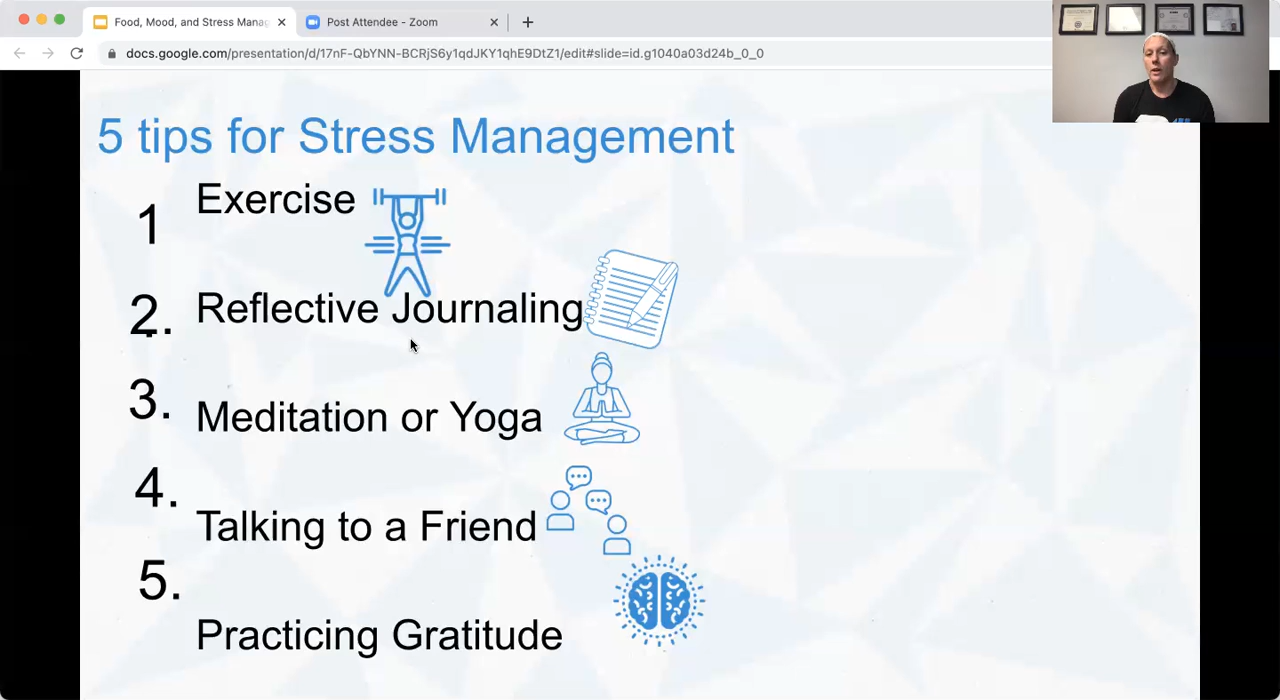 Food, Mood, and Stress Manag
Post Attendee - Zoom
docs.google.com/presentation/d/17nF-QbYNN-BCRjS6y1qdJKY1qhE9DtZ1/edit#slide=id.g1040a03d24b_0_0
5 tips for Stress Management
1 Exercise
2. Reflective Journaling
3. Meditation or Yoga
4. Talking to a Friend
5. Practicing Gratitude